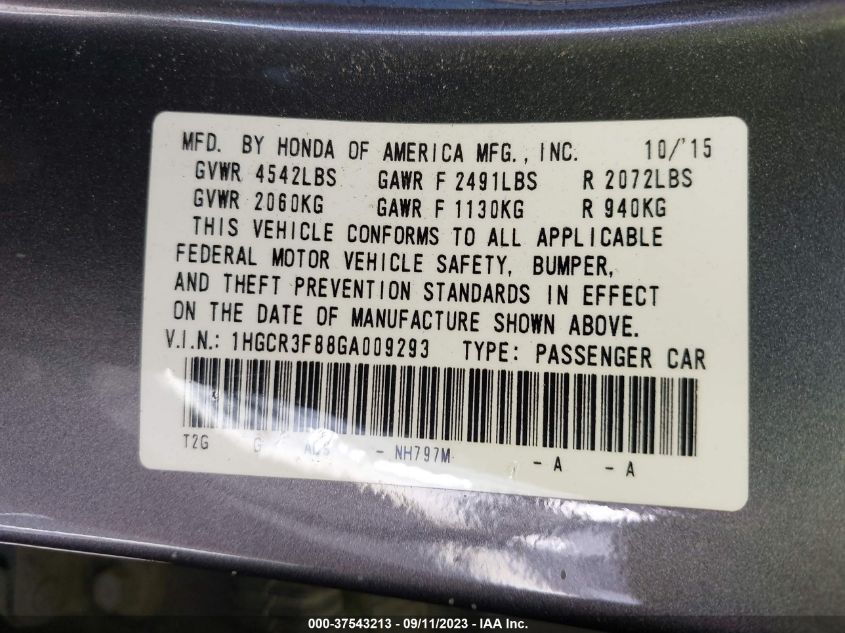 MFD. BY HONDA OF AMERICA MFG., INC. 10/'15
GVWR 4542LBS GAWR F 2491LBS R 2072LBS
GVWR 2060KG GAWR F 1130KG R 940KG
THIS VEHICLE CONFORMS TO ALL APPLICABLE
FEDERAL MOTOR VEHICLE SAFETY, BUMPER,
AND THEFT PREVENTION STANDARDS IN EFFECT
ON THE DATE OF MANUFACTURE SHOWN ABOVE.
V.I.N.: 1HGCR3F88GA009293 TYPE: PASSENGER CAR
T2G G - NH797M - A - A
000-37543213 - 09/11/2023 - IAA Inc.